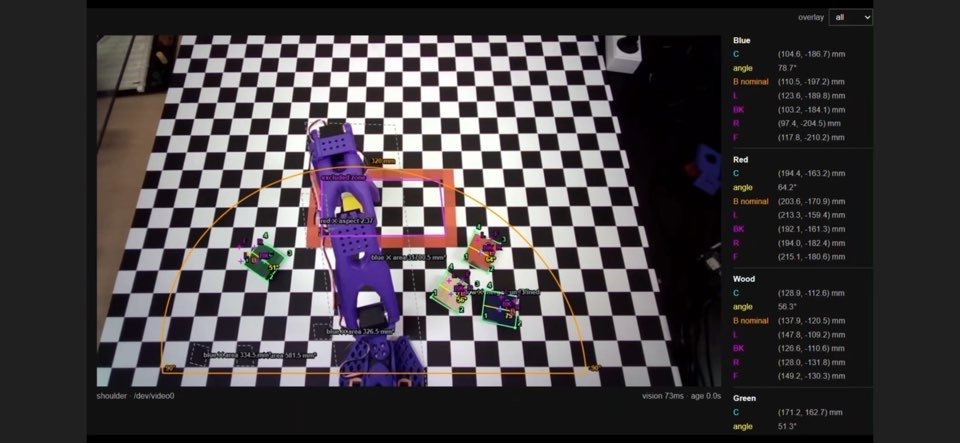 overlay all
Blue
C (104.6, -186.7) mm
angle 78.7°
B nominal (110.5, -197.2) mm
L (123.6, -189.8) mm
BK (103.2, -184.1) mm
R (97.4, -204.5) mm
F (117.8, -210.2) mm
Red
C (194.4, -163.2) mm
angle 64.2°
B nominal (203.6, -170.9) mm
L (213.3, -159.4) mm
BK (192.1, -161.3) mm
R (194.0, -182.4) mm
F (215.1, -180.6) mm
Wood
C (128.9, -112.6) mm
angle 56.3°
B nominal (137.9, -120.5) mm
L (147.8, -109.2) mm
BK (126.6, -110.6) mm
R (128.0, -131.8) mm
F (149.2, -130.3) mm
Green
C (171.2, 162.7) mm
angle 51.3°
320 mm
excluded zone
red X aspect 2.37
blue X area
blue X area 326.5 mm²
blue X area 334.5 mm²
area 581.5 mm²
90°
shoulder · /dev/video0
vision 73ms · age 0.0s